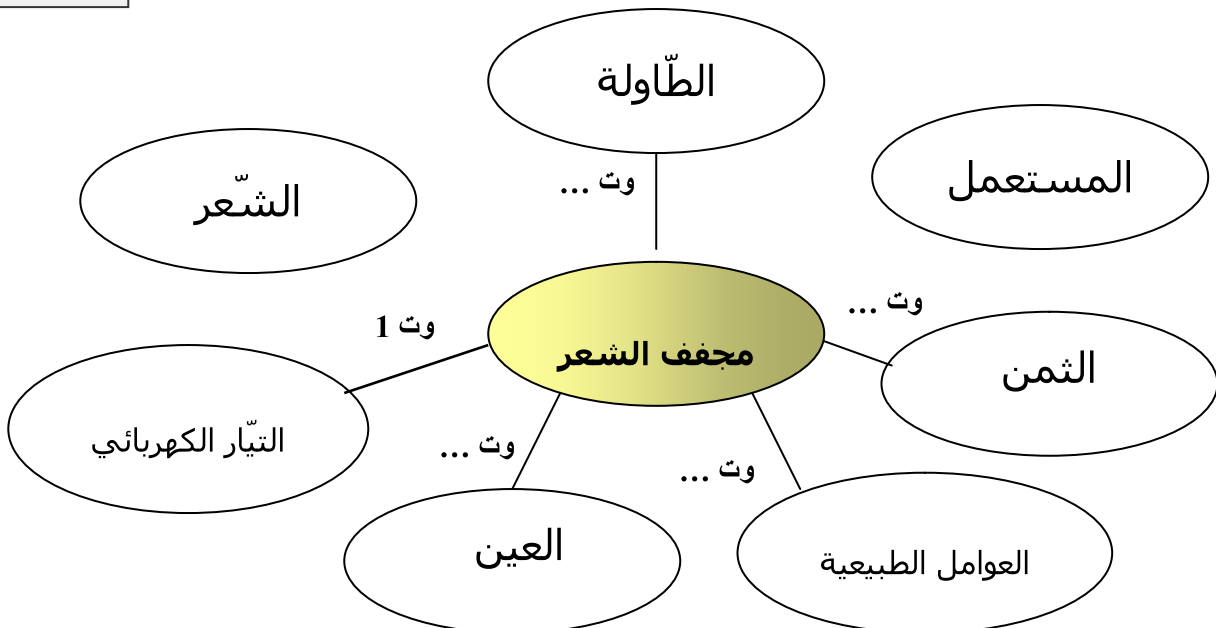 الطّاولة
المستعمل
الشّعر
وت ...
وت ...
وت 1
مجفف الشعر
الثمن
التيّار الكهربائي
وت ...
وت ...
العين
العوامل الطبيعية